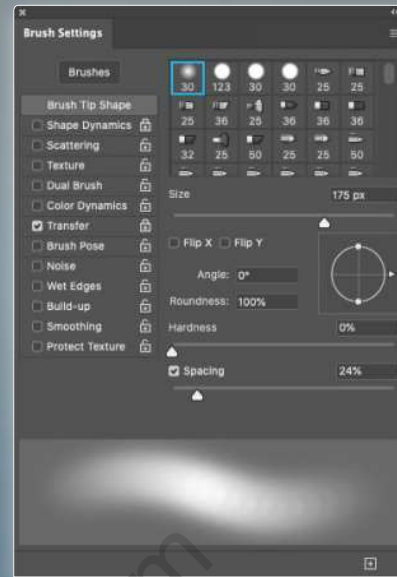 Brush Settings
Brushes
Brush Tip Shape
Shape Dynamics
Scattering
Texture
Dual Brush
Color Dynamics
Transfer
Brush Pose
Noise
Wet Edges
Build-up
Smoothing
Protect Texture
30 123 30 30 25 25
25 36 25 36 36 36
32 25 50 25 25 50
Size 175 px
Flip X Flip Y
Angle: 0°
Roundness: 100%
Hardness 0%
Spacing 24%